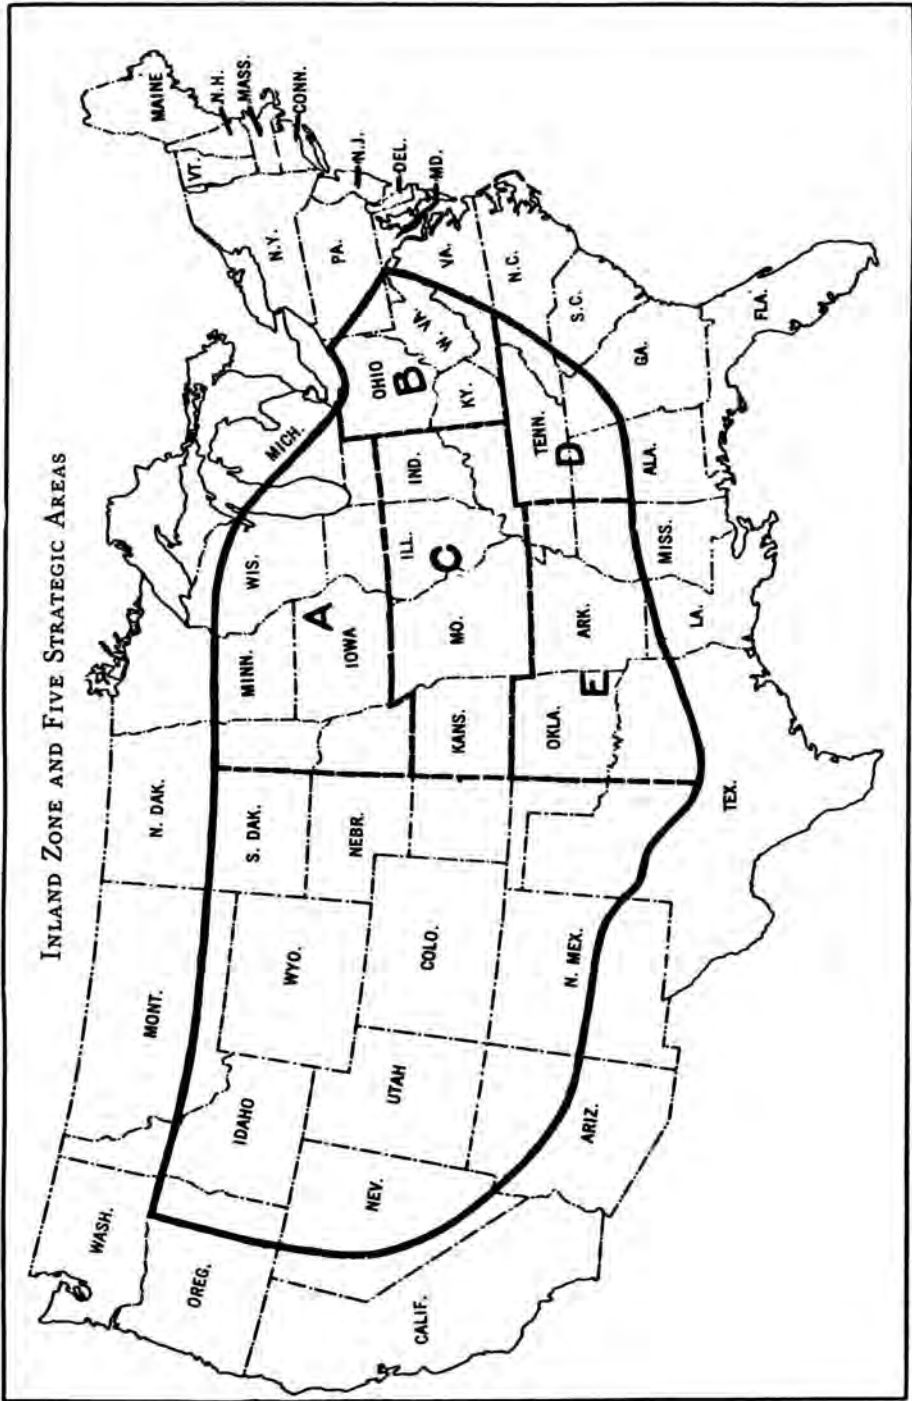 INLAND ZONE AND FIVE STRATEGIC AREAS
WASH.
MONT.
N. DAK.
MINN.
WIS.
MICH.
N.Y.
VT.
MAINE
N.H.
MASS.
CONN.
OREG.
IDAHO
WYO.
S. DAK.
A
IOWA
NEBR.
PA.
N.J.
DEL.
MD.
NEV.
UTAH
COLO.
KANS.
MO.
ILL.
C
IND.
OHIO
B
W. VA.
KY.
VA.
CALIF.
ARIZ.
N. MEX.
OKLA.
E
ARK.
TENN.
D
N.C.
S.C.
TEX.
LA.
MISS.
ALA.
GA.
FLA.